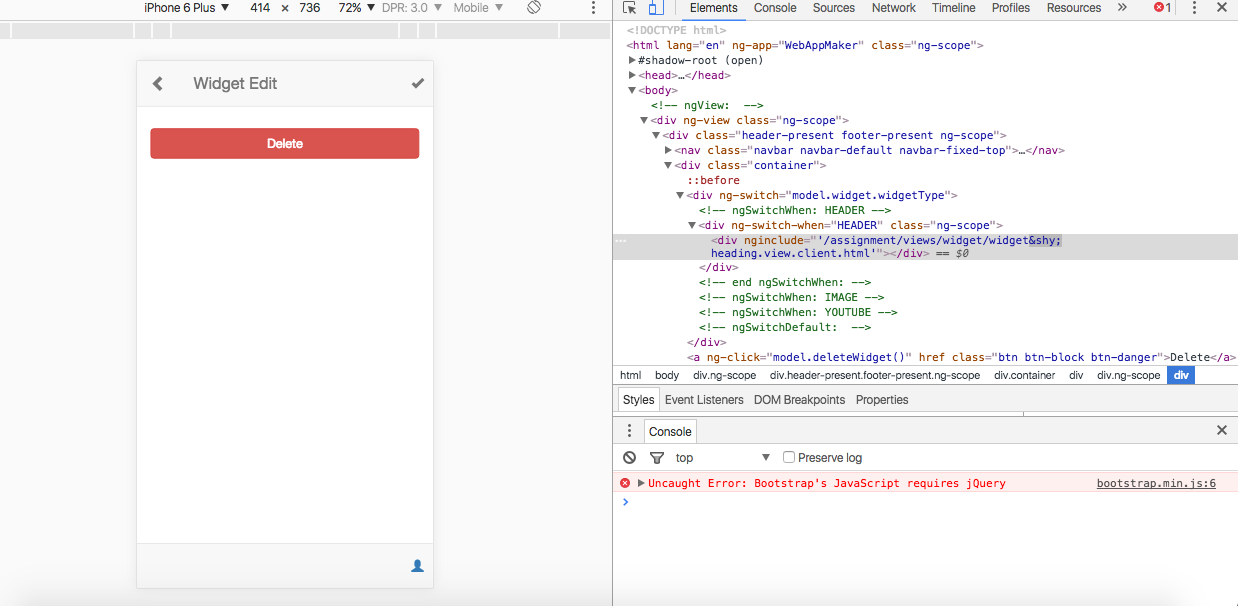 iPhone 6 Plus ▼ 414 × 736 72% ▼ DPR: 3.0 ▼ Mobile ▼
Widget Edit
Delete
Elements Console Sources Network Timeline Profiles Resources » 1
<!DOCTYPE html>
<html lang="en" ng-app="WebAppMaker" class="ng-scope">
▶#shadow-root (open)
▶<head>…</head>
▼<body>
<!-- ngView:  -->
▼<div ng-view class="ng-scope">
▼<div class="header-present footer-present ng-scope">
▶<nav class="navbar navbar-default navbar-fixed-top">…</nav>
▼<div class="container">
::before
▼<div ng-switch="model.widget.widgetType">
<!-- ngSwitchWhen: HEADER -->
▼<div ng-switch-when="HEADER" class="ng-scope">
<div nginclude="'/assignment/views/widget/widget&shy;
heading.view.client.html'"></div> == $0
</div>
<!-- end ngSwitchWhen: -->
<!-- ngSwitchWhen: IMAGE -->
<!-- ngSwitchWhen: YOUTUBE -->
<!-- ngSwitchDefault:  -->
</div>
<a ng-click="model.deleteWidget()" href class="btn btn-block btn-danger">Delete</a>
html body div.ng-scope div.header-present.footer-present.ng-scope div.container div div.ng-scope div
Styles Event Listeners DOM Breakpoints Properties
Console
top ▼ Preserve log
▶Uncaught Error: Bootstrap's JavaScript requires jQuery bootstrap.min.js:6